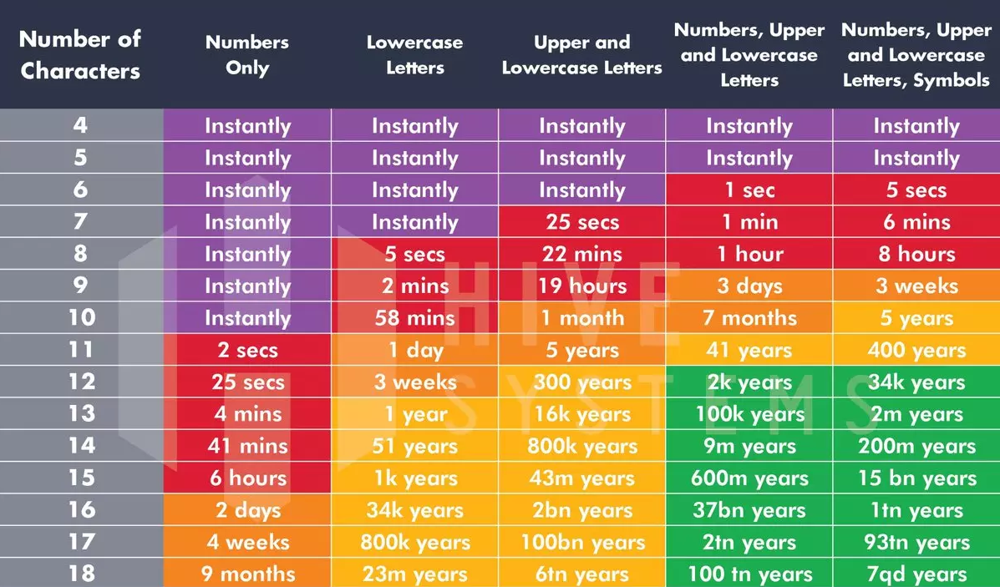 Number of Characters | Numbers Only | Lowercase Letters | Upper and Lowercase Letters | Numbers, Upper and Lowercase Letters | Numbers, Upper and Lowercase Letters, Symbols
4 | Instantly | Instantly | Instantly | Instantly | Instantly
5 | Instantly | Instantly | Instantly | Instantly | Instantly
6 | Instantly | Instantly | Instantly | 1 sec | 5 secs
7 | Instantly | Instantly | 25 secs | 1 min | 6 mins
8 | Instantly | 5 secs | 22 mins | 1 hour | 8 hours
9 | Instantly | 2 mins | 19 hours | 3 days | 3 weeks
10 | Instantly | 58 mins | 1 month | 7 months | 5 years
11 | 2 secs | 1 day | 5 years | 41 years | 400 years
12 | 25 secs | 3 weeks | 300 years | 2k years | 34k years
13 | 4 mins | 1 year | 16k years | 100k years | 2m years
14 | 41 mins | 51 years | 800k years | 9m years | 200m years
15 | 6 hours | 1k years | 43m years | 600m years | 15 bn years
16 | 2 days | 34k years | 2bn years | 37bn years | 1tn years
17 | 4 weeks | 800k years | 100bn years | 2tn years | 93tn years
18 | 9 months | 23m years | 6tn years | 100 tn years | 7qd years
HIVE
SYSTEMS